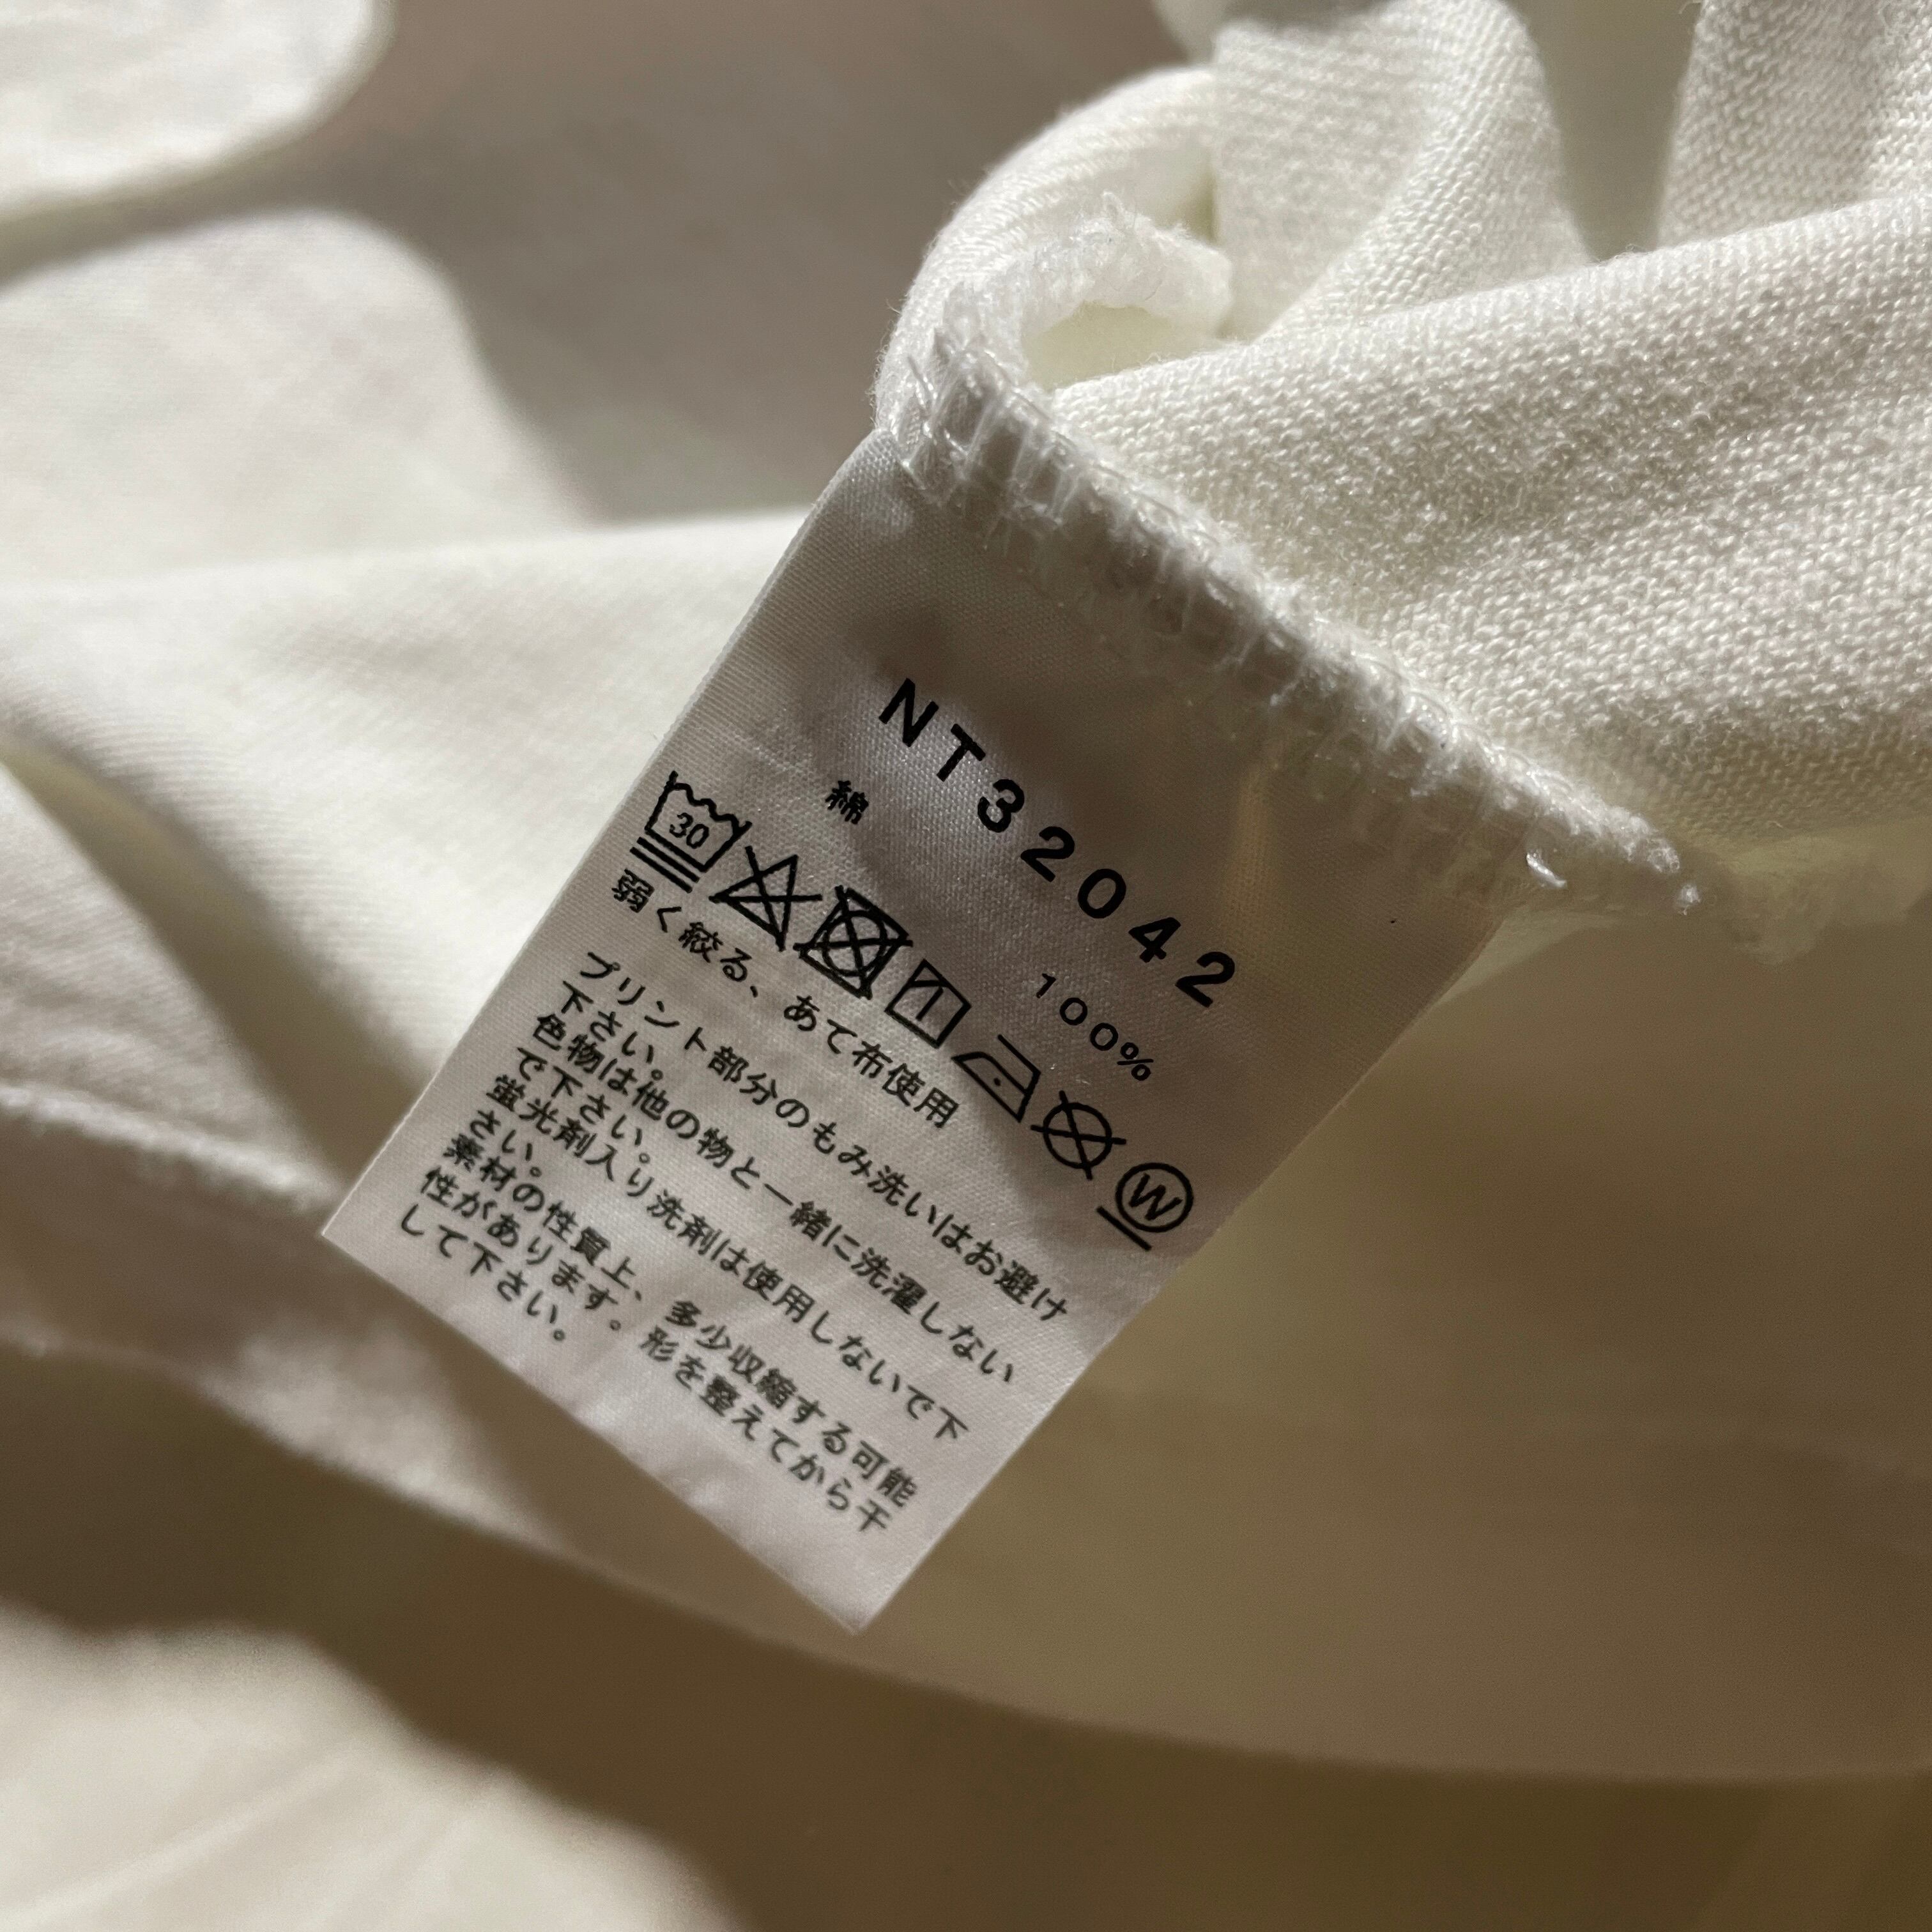 NT32042
綿 100%
30 W
弱く絞る、あて布使用
プリント部分のもみ洗いはお避け
下さい。
色物は他の物と一緒に洗濯しない
で下さい。
蛍光剤入り洗剤は使用しないで下
さい。
素材の性質上、多少収縮する可能
性があります。形を整えてから干
して下さい。